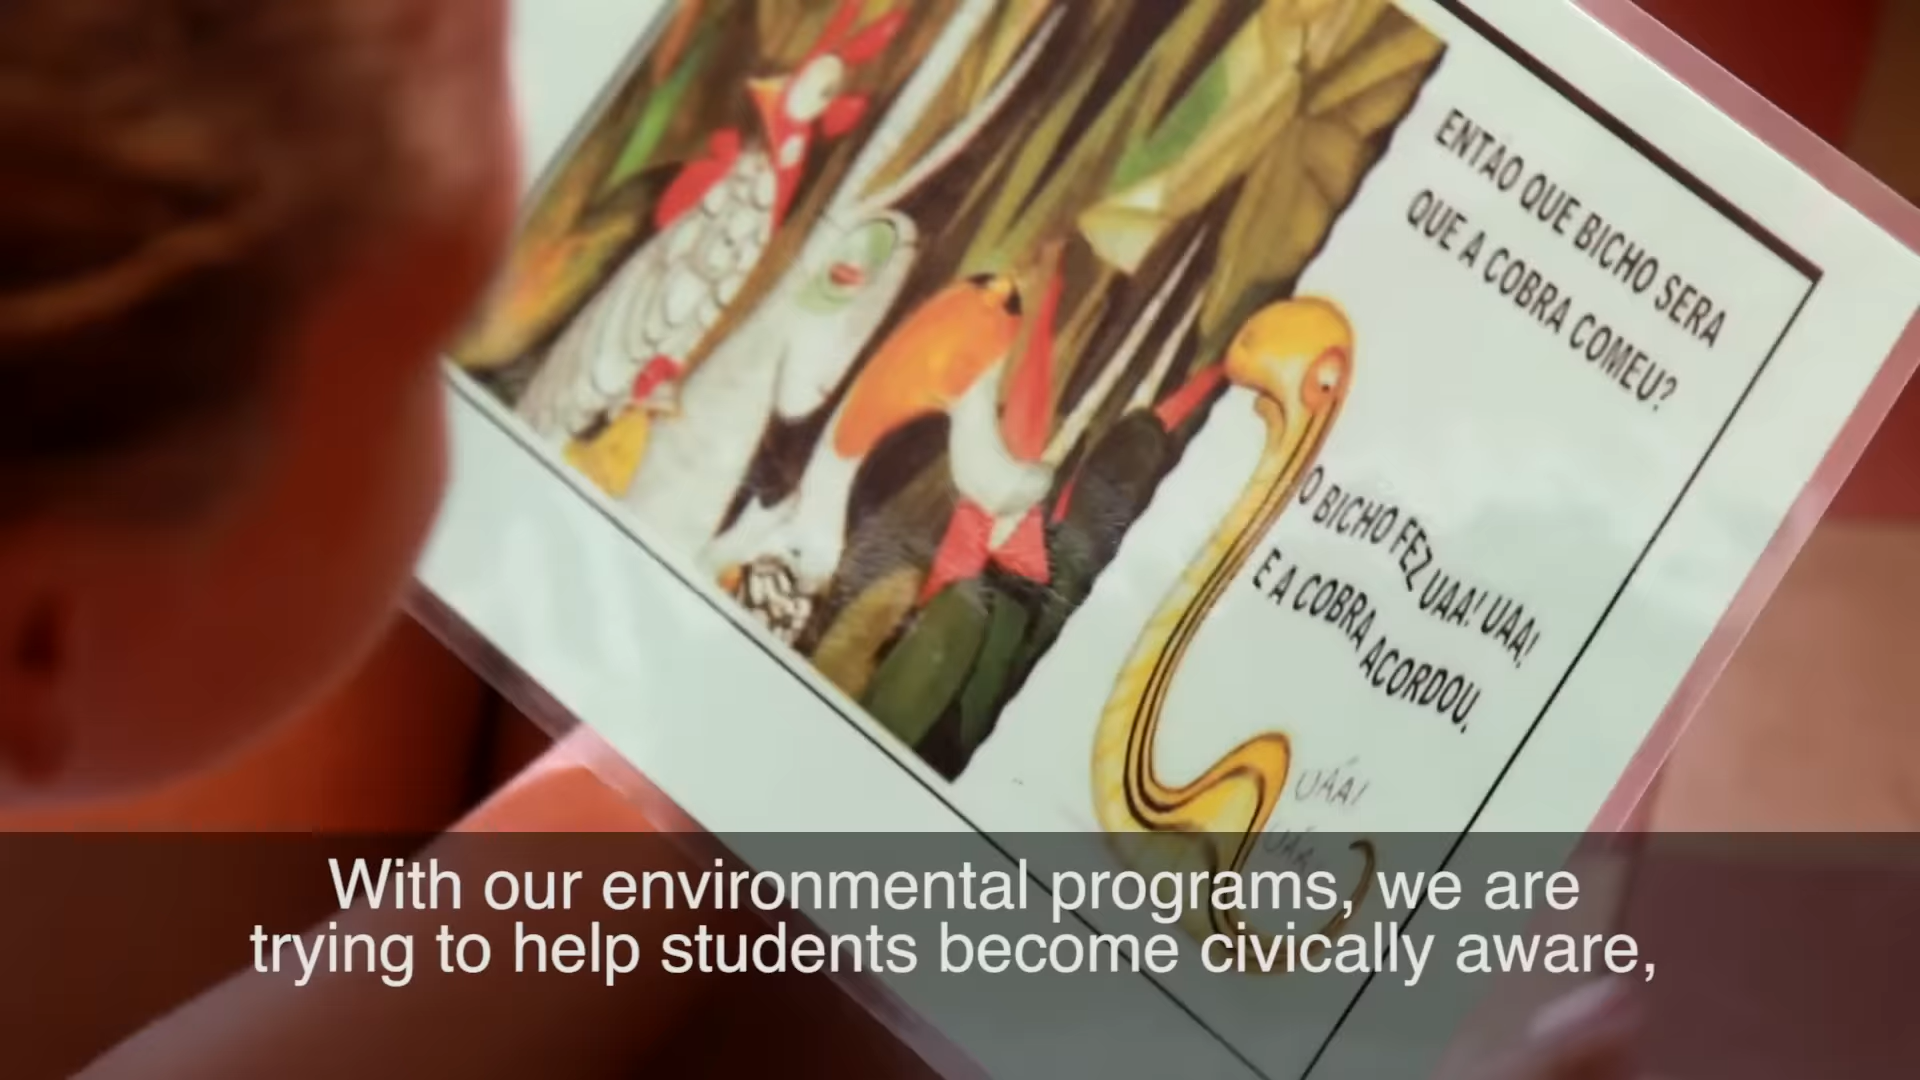 ENTAO QUE BICHO SERA
QUE A COBRA COMEU?
O BICHO FEZ UAA! UAA!
E A COBRA ACORDOU.
UÁA!
With our environmental programs, we are
trying to help students become civically aware,